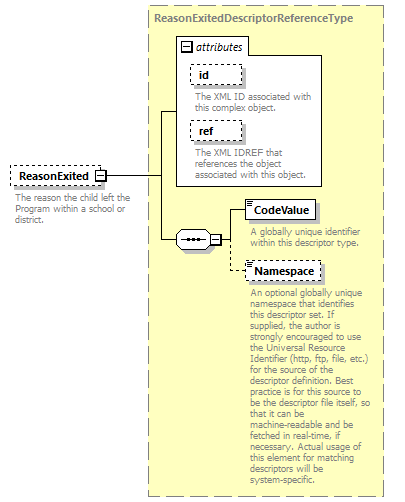 ReasonExitedDescriptorReferenceType
attributes
id
The XML ID associated with
this complex object.
ref
The XML IDREF that
references the object
associated with this object.
ReasonExited
The reason the child left the
Program within a school or
district.
CodeValue
A globally unique identifier
within this descriptor type.
Namespace
An optional globally unique
namespace that identifies
this descriptor set. If
supplied, the author is
strongly encouraged to use
the Universal Resource
Identifier (http, ftp, file, etc.)
for the source of the
descriptor definition. Best
practice is for this source to
be the descriptor file itself, so
that it can be
machine-readable and be
fetched in real-time, if
necessary. Actual usage of
this element for matching
descriptors will be
system-specific.